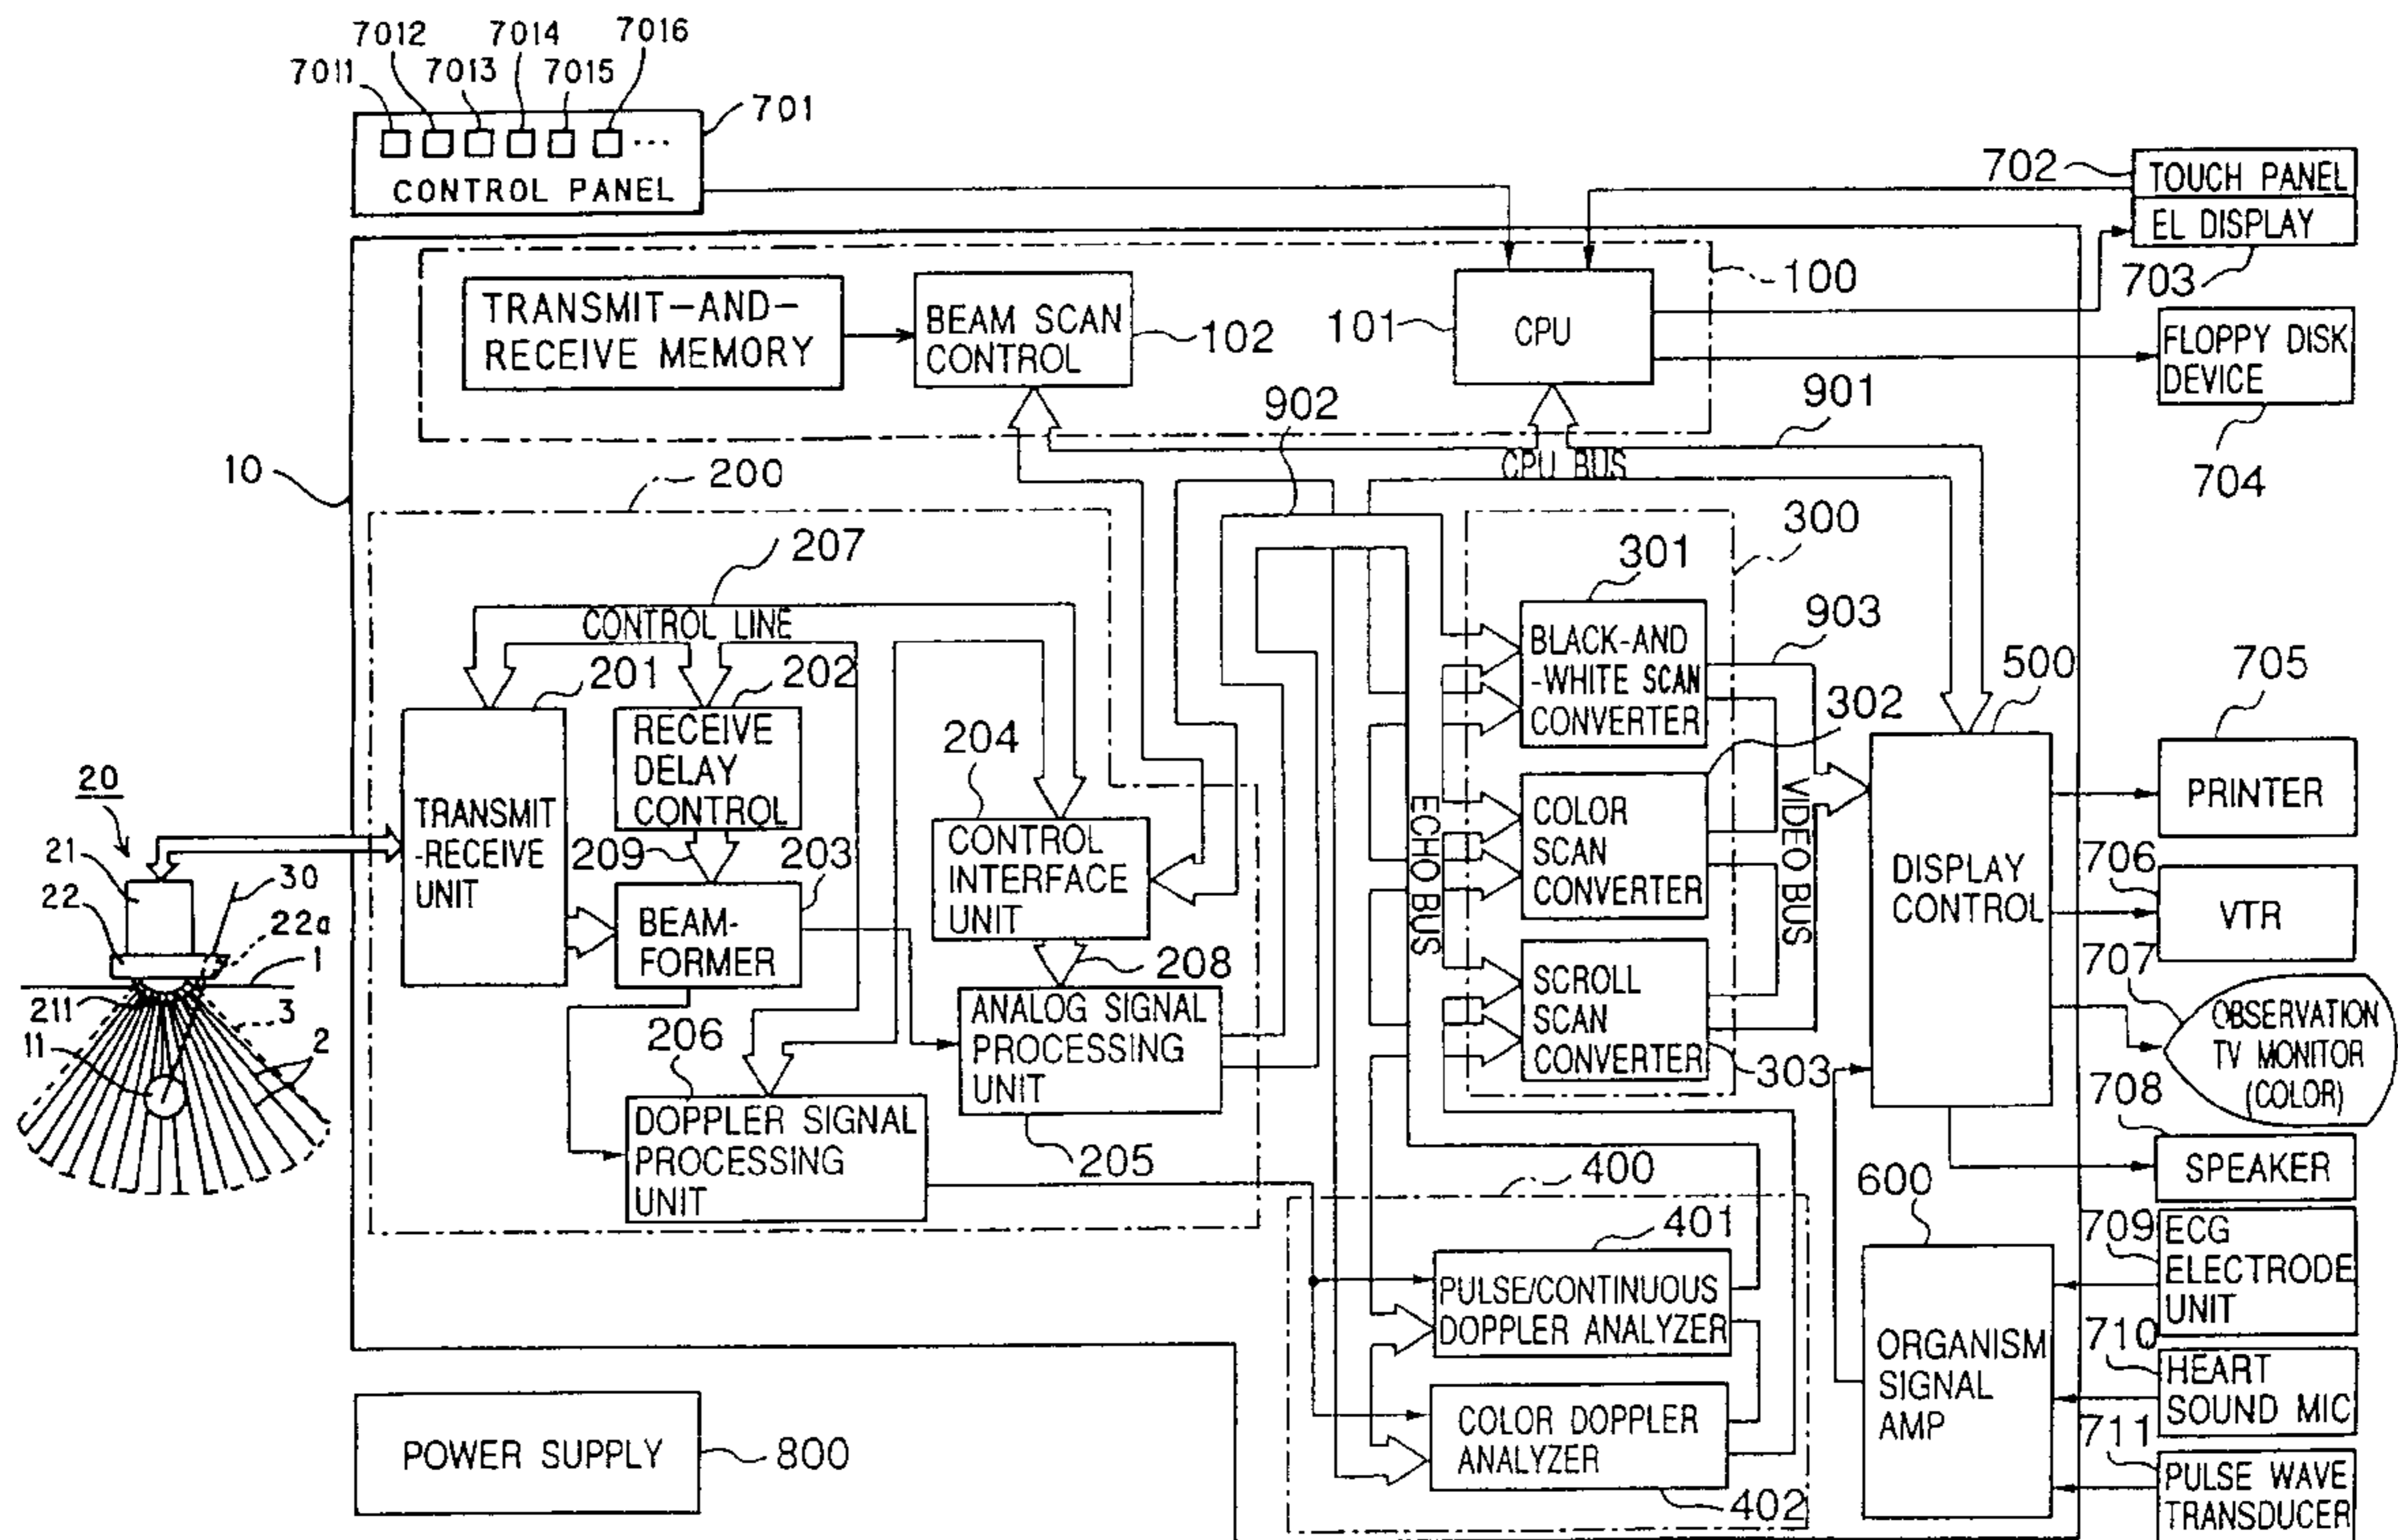 7012
7014
7016
7011
7013
7015
701
...
CONTROL PANEL
702
TOUCH PANEL
EL DISPLAY
703
100
TRANSMIT-AND-
RECEIVE MEMORY
BEAM SCAN
CONTROL
102
101
CPU
FLOPPY DISK
DEVICE
704
902
901
CPU BUS
10
200
207
CONTROL LINE
300
301
BLACK-AND
-WHITE SCAN
CONVERTER
903
302
500
705
PRINTER
201
202
RECEIVE
DELAY
CONTROL
204
CONTROL
INTERFACE
UNIT
TRANSMIT
-RECEIVE
UNIT
209
203
BEAM-
FORMER
20
21
22
30
22a
1
211
3
11
2
208
ANALOG SIGNAL
PROCESSING
UNIT
205
206
DOPPLER SIGNAL
PROCESSING
UNIT
ECHO BUS
COLOR
SCAN
CONVERTER
VIDEO BUS
SCROLL
SCAN
CONVERTER
303
DISPLAY
CONTROL
706
VTR
707
OBSERVATION
TV MONITOR
(COLOR)
708
SPEAKER
400
401
PULSE/CONTINUOUS
DOPPLER ANALYZER
COLOR DOPPLER
ANALYZER
402
600
ORGANISM
SIGNAL
AMP
709
ECG
ELECTRODE
UNIT
710
HEART
SOUND MIC
711
PULSE WAVE
TRANSDUCER
POWER SUPPLY
800